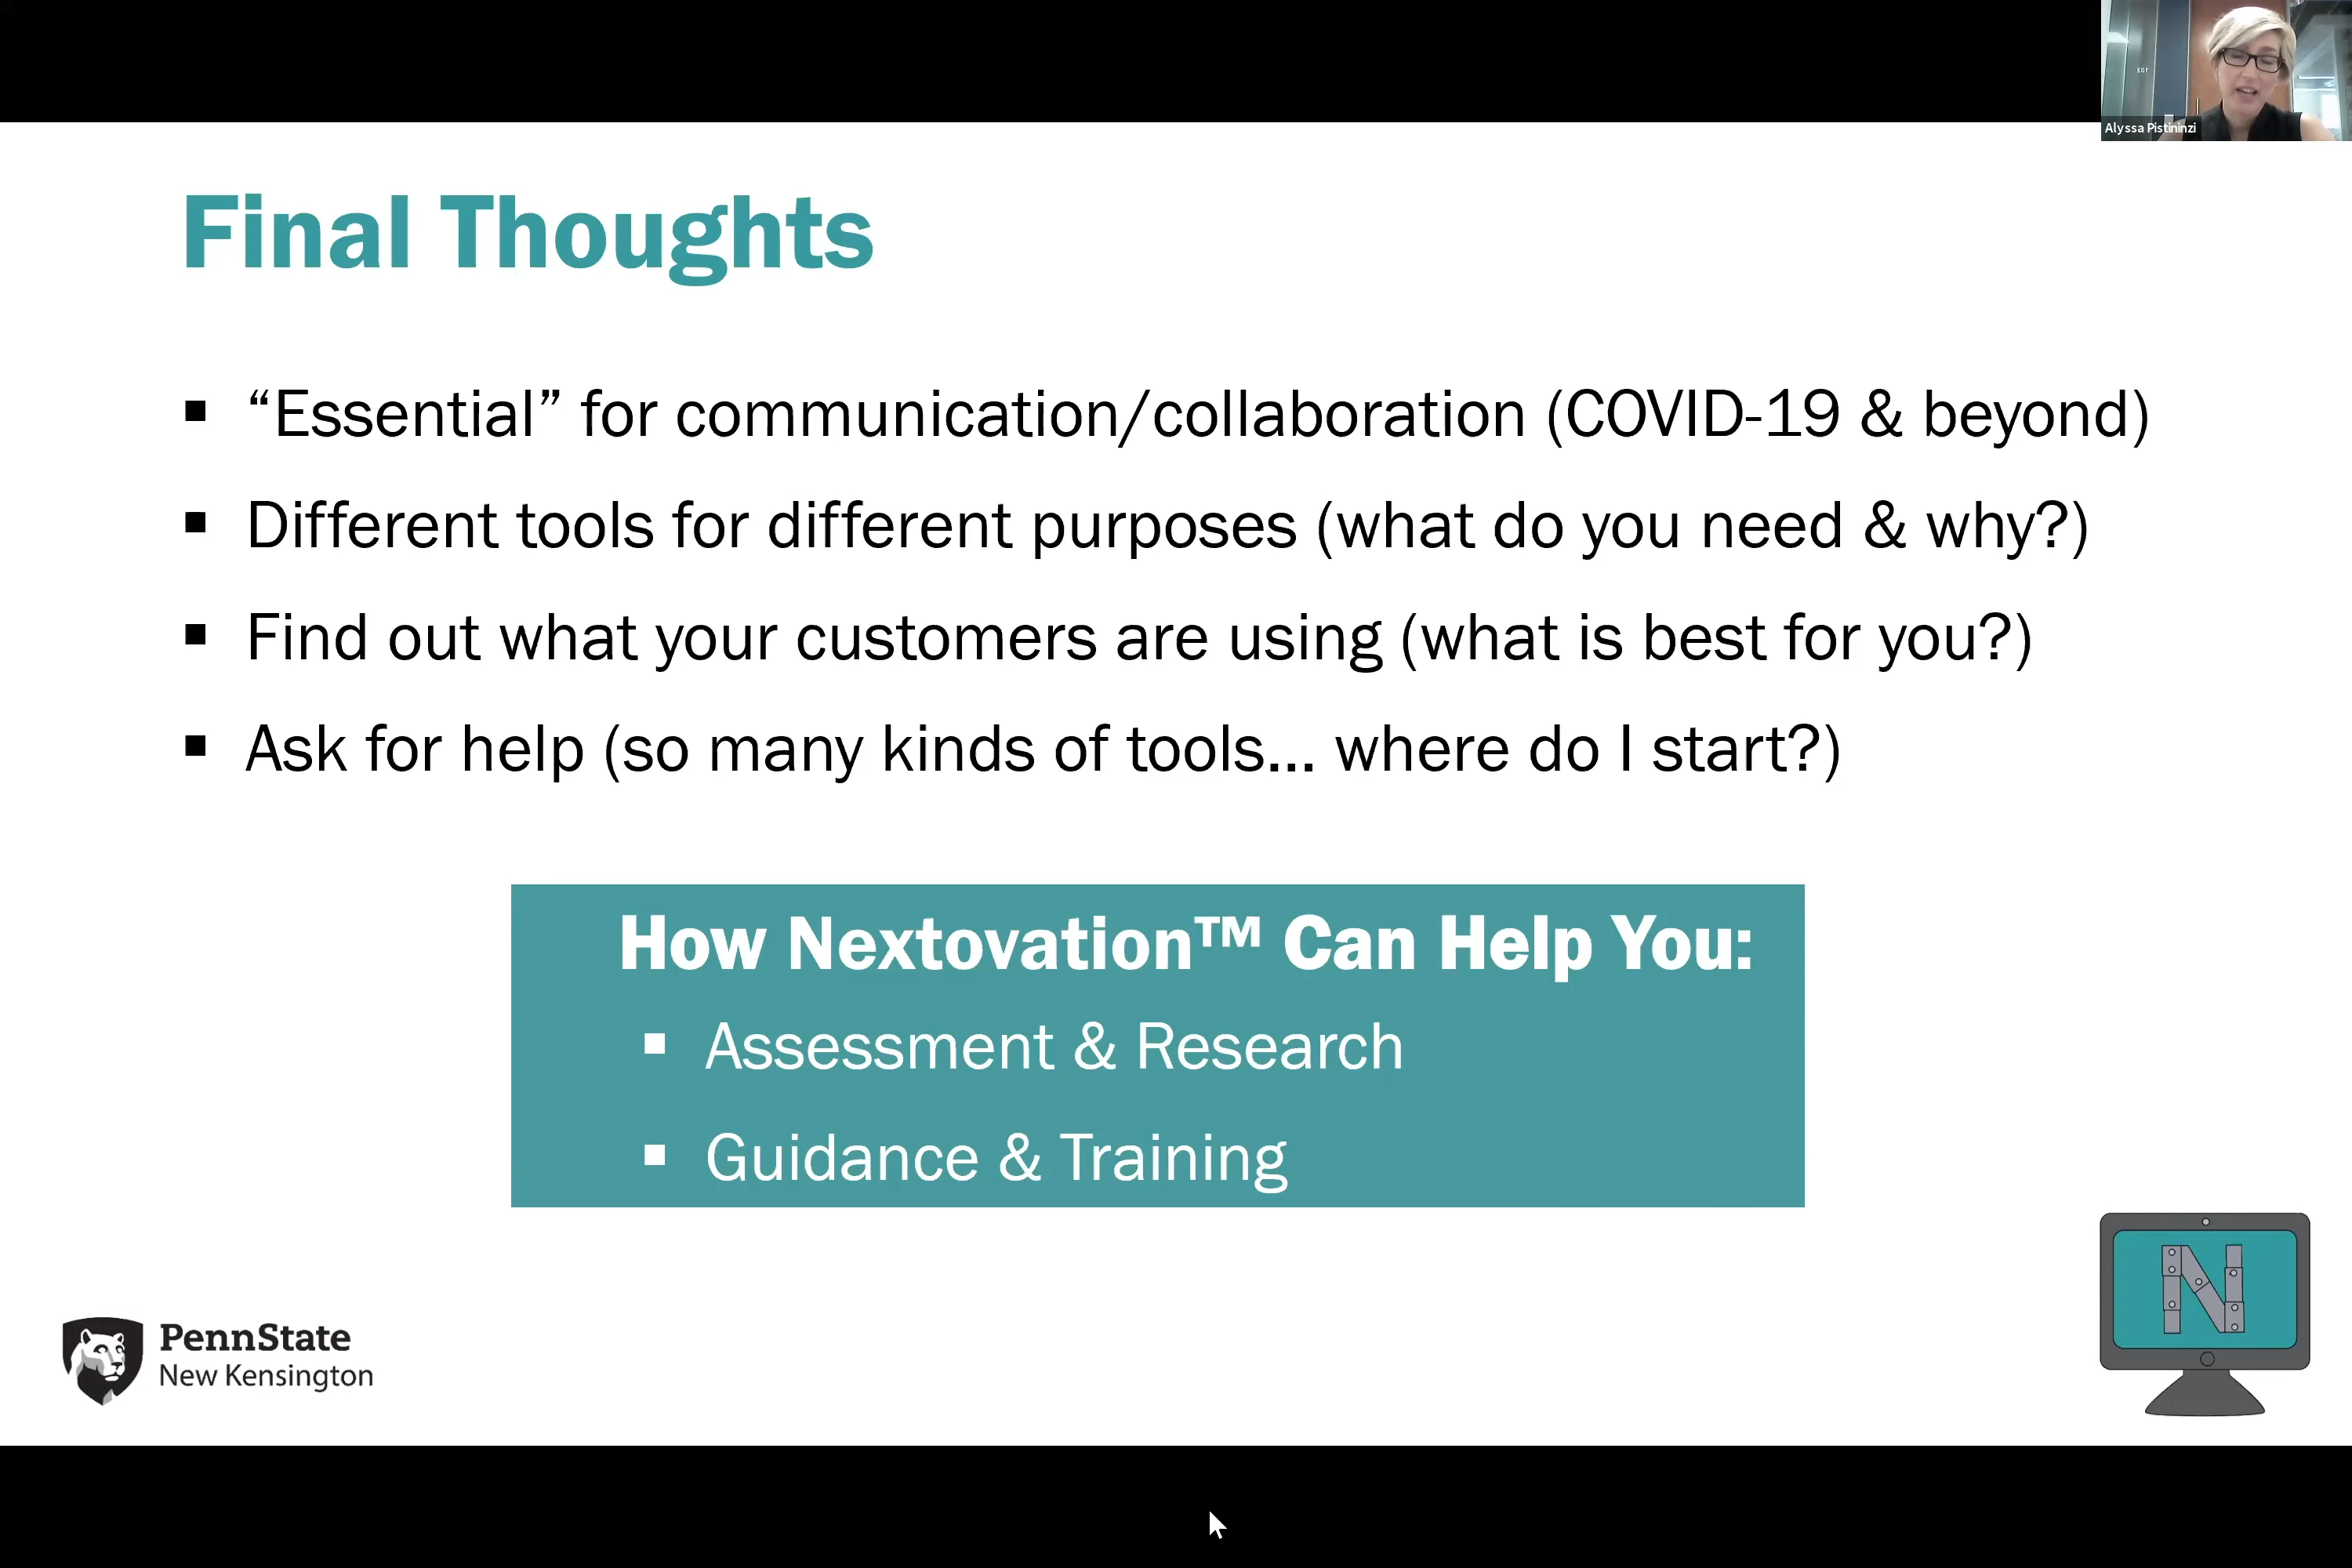 Alyssa Pistininzi
Final Thoughts
“Essential” for communication/collaboration (COVID-19 & beyond)
Different tools for different purposes (what do you need & why?)
Find out what your customers are using (what is best for you?)
Ask for help (so many kinds of tools... where do I start?)
How Nextovation™ Can Help You:
Assessment & Research
Guidance & Training
N
PennState
New Kensington